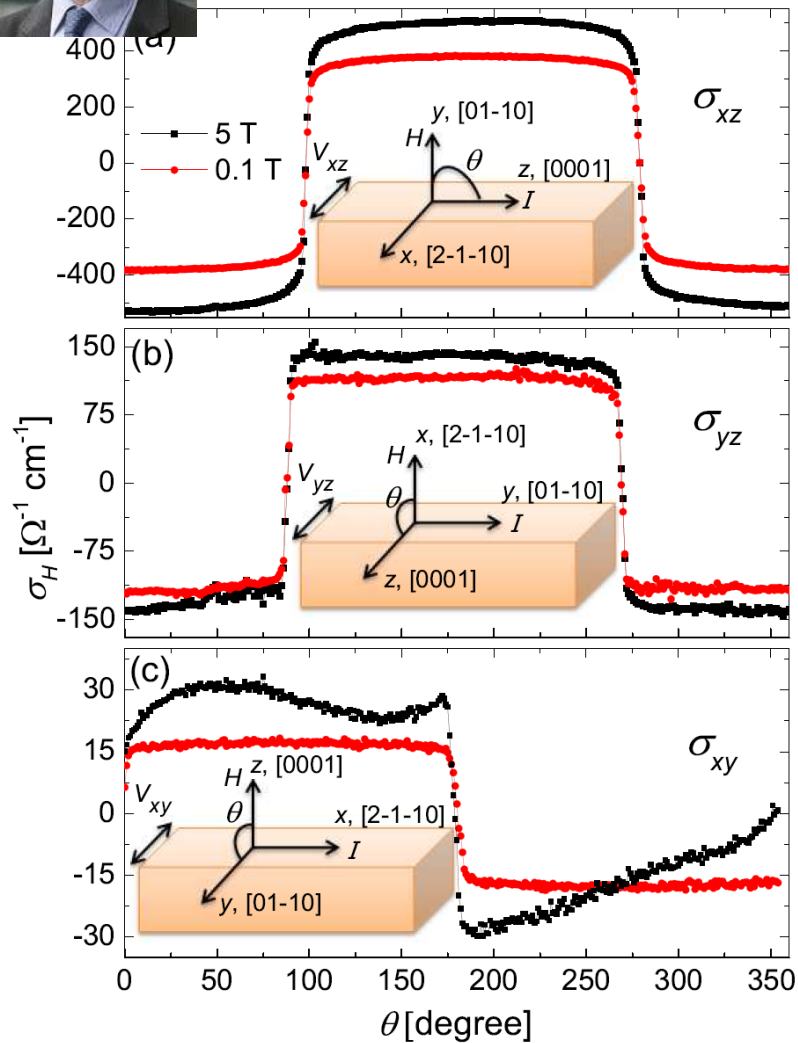 (a)
400
200
0
-200
-400
5 T
0.1 T
σxz
Vxz
H
y, [01-10]
θ
z, [0001]
I
x, [2-1-10]
(b)
150
75
0
-75
-150
σH [Ω⁻¹ cm⁻¹]
σyz
Vyz
H
x, [2-1-10]
θ
y, [01-10]
I
z, [0001]
(c)
30
15
0
-15
-30
σxy
Vxy
H
z, [0001]
θ
x, [2-1-10]
I
y, [01-10]
0 50 100 150 200 250 300 350
θ [degree]